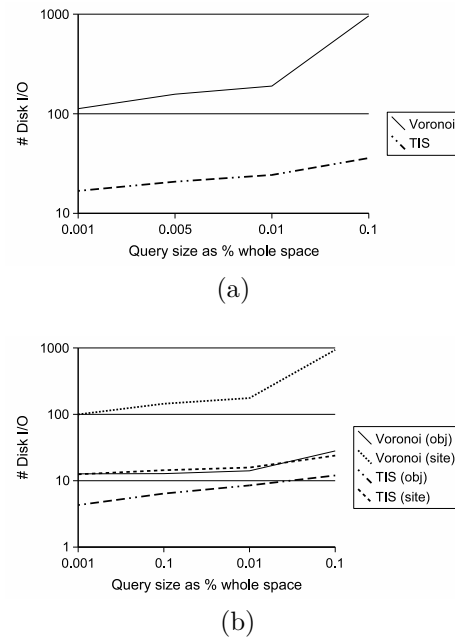 1000
100
10
# Disk I/O
0.001
0.005
0.01
0.1
Query size as % whole space
Voronoi
TIS
(a)
1000
100
10
1
# Disk I/O
0.001
0.1
0.01
0.1
Query size as % whole space
Voronoi (obj)
Voronoi (site)
TIS (obj)
TIS (site)
(b)